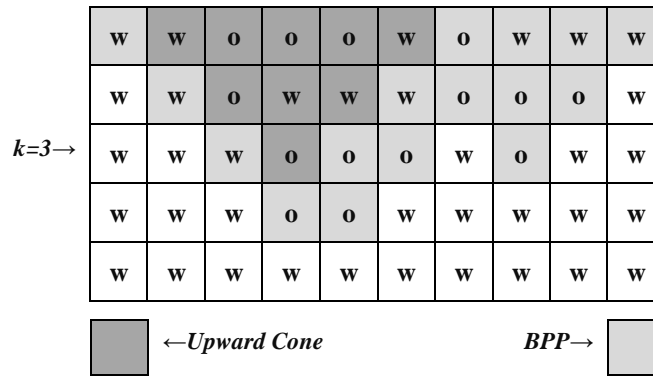 w w o o o w o w w w
w w o w w w o o o w
k=3→ w w w o o o w o w w
w w w o o w w w w w
w w w w w w w w w w
←Upward Cone BPP→